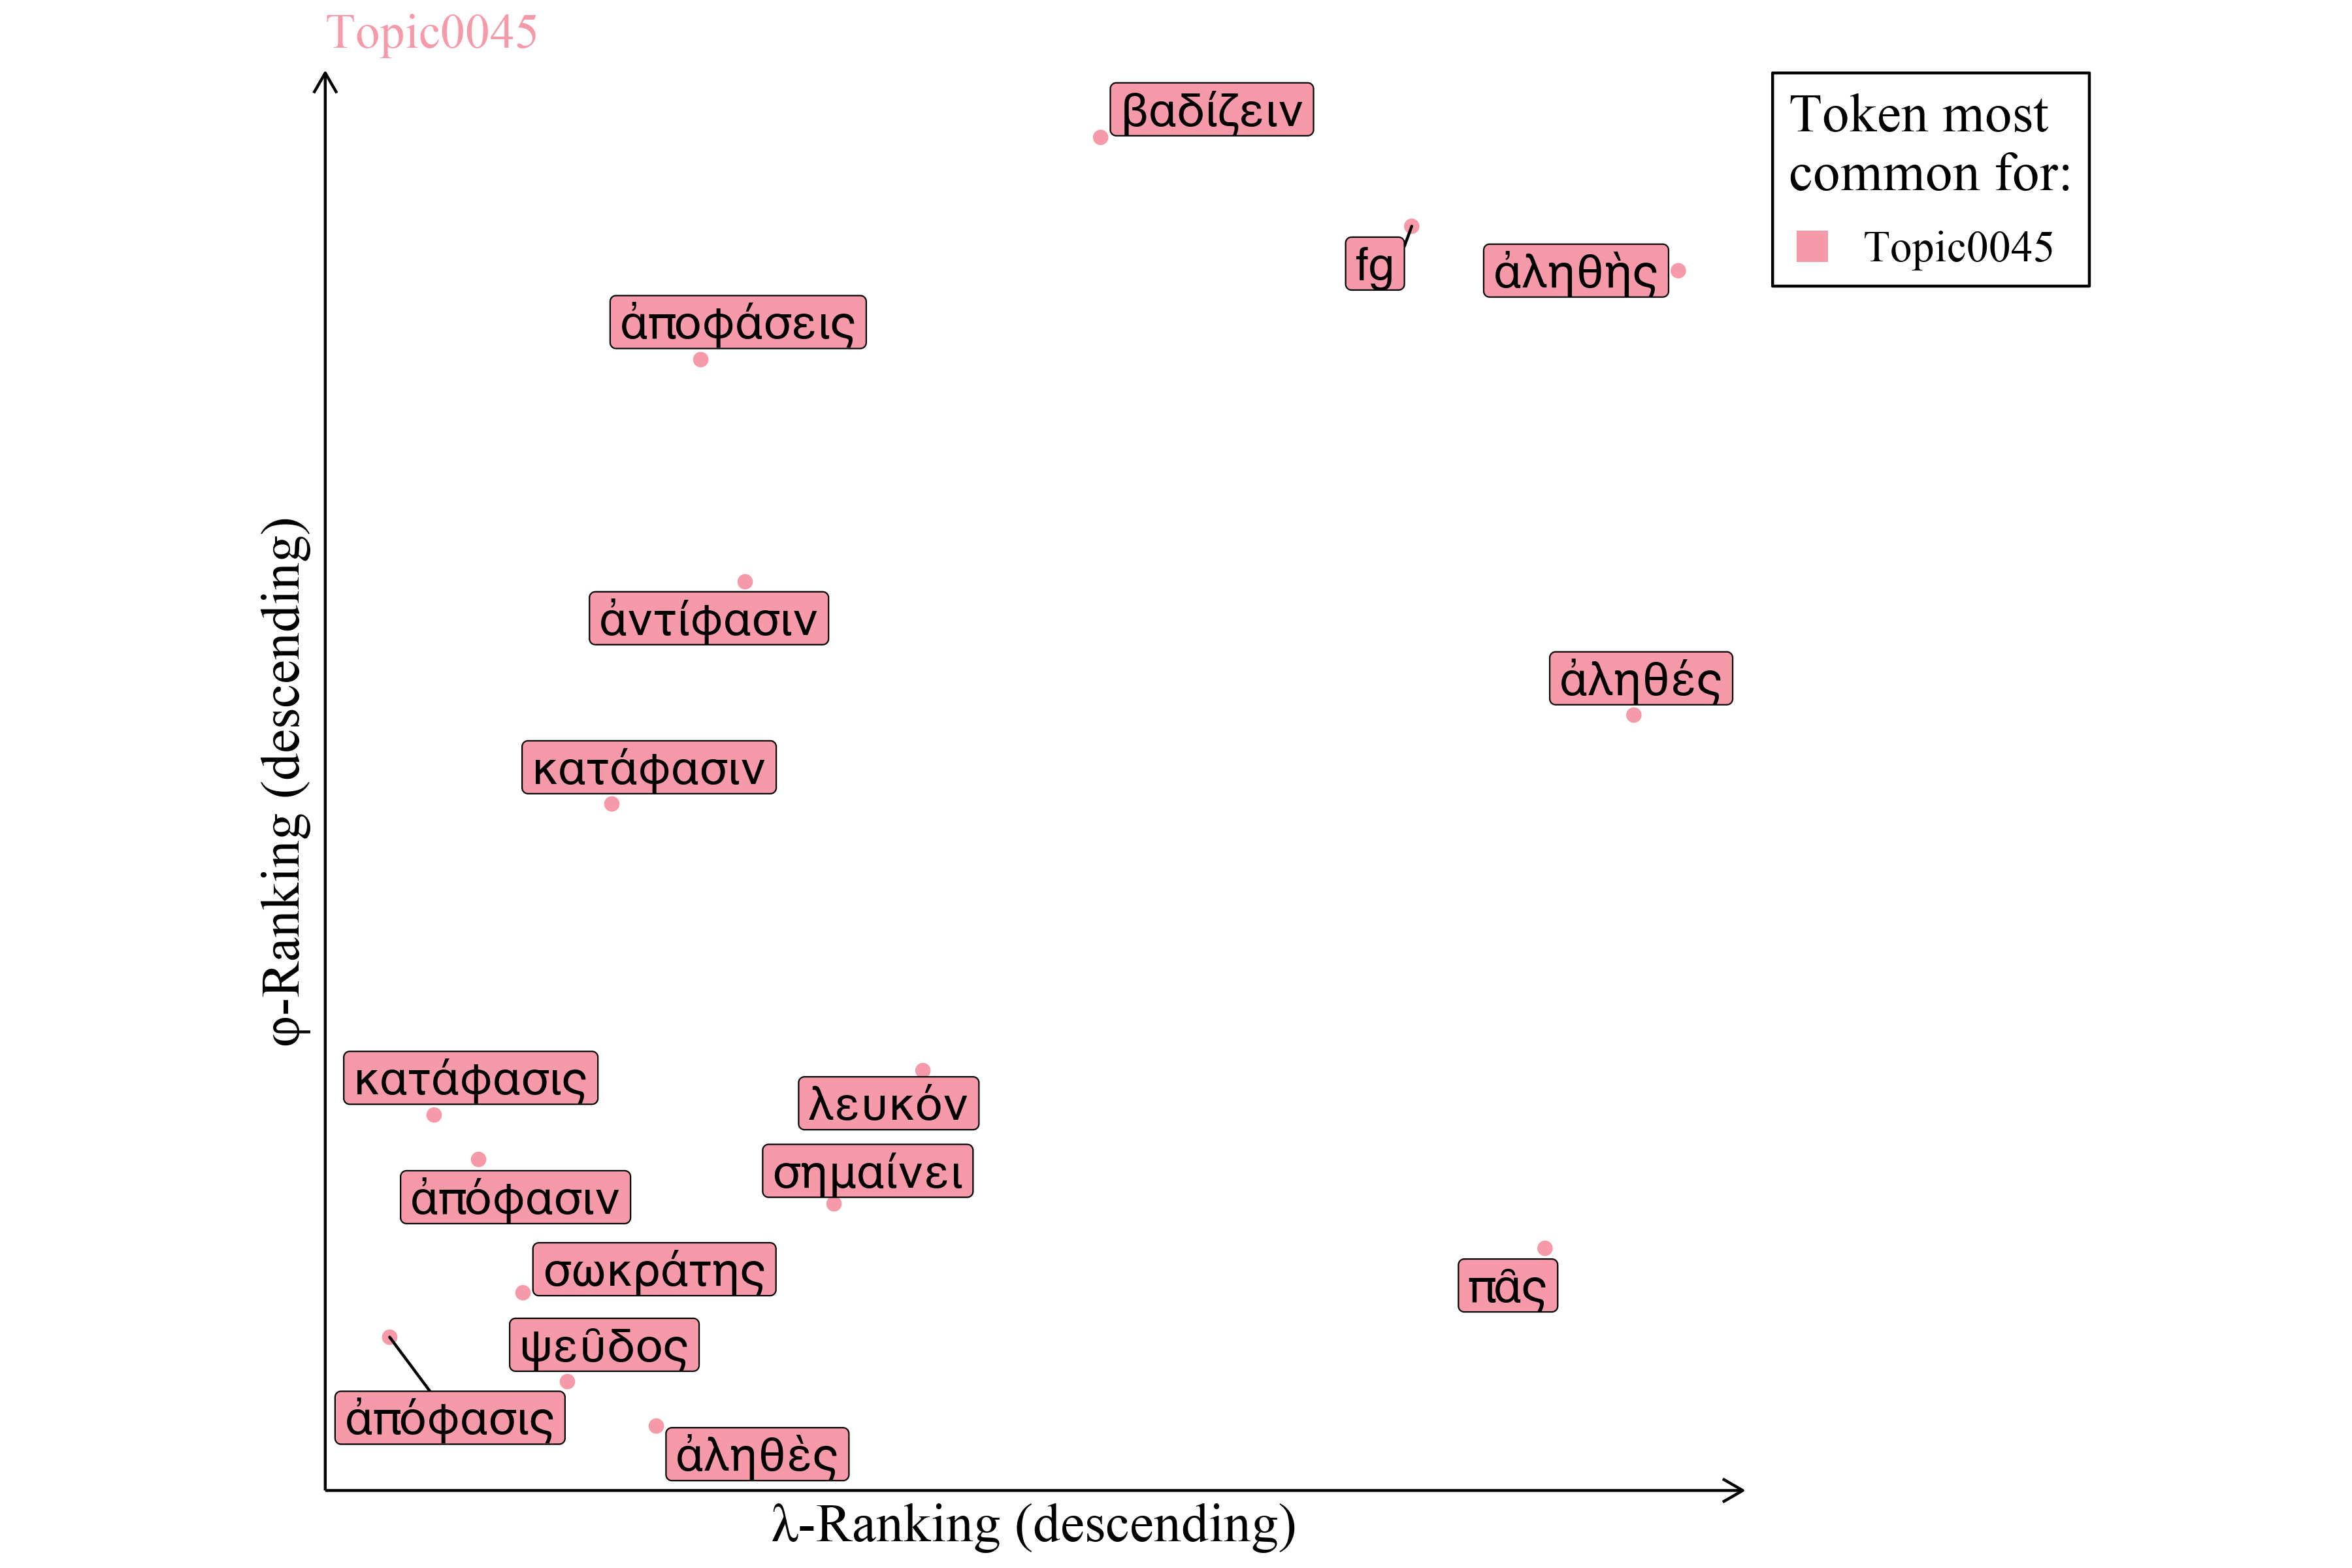 Topic0045
βαδίζειν
Token most
common for:
Topic0045
fg
ἀληθὴς
ἀποφάσεις
ἀντίφασιν
ἀληθές
κατάφασιν
φ-Ranking (descending)
κατάφασις
λευκόν
σημαίνει
ἀπόφασιν
σωκράτης
πᾶς
ψεῦδος
ἀπόφασις
ἀληθὲς
λ-Ranking (descending)